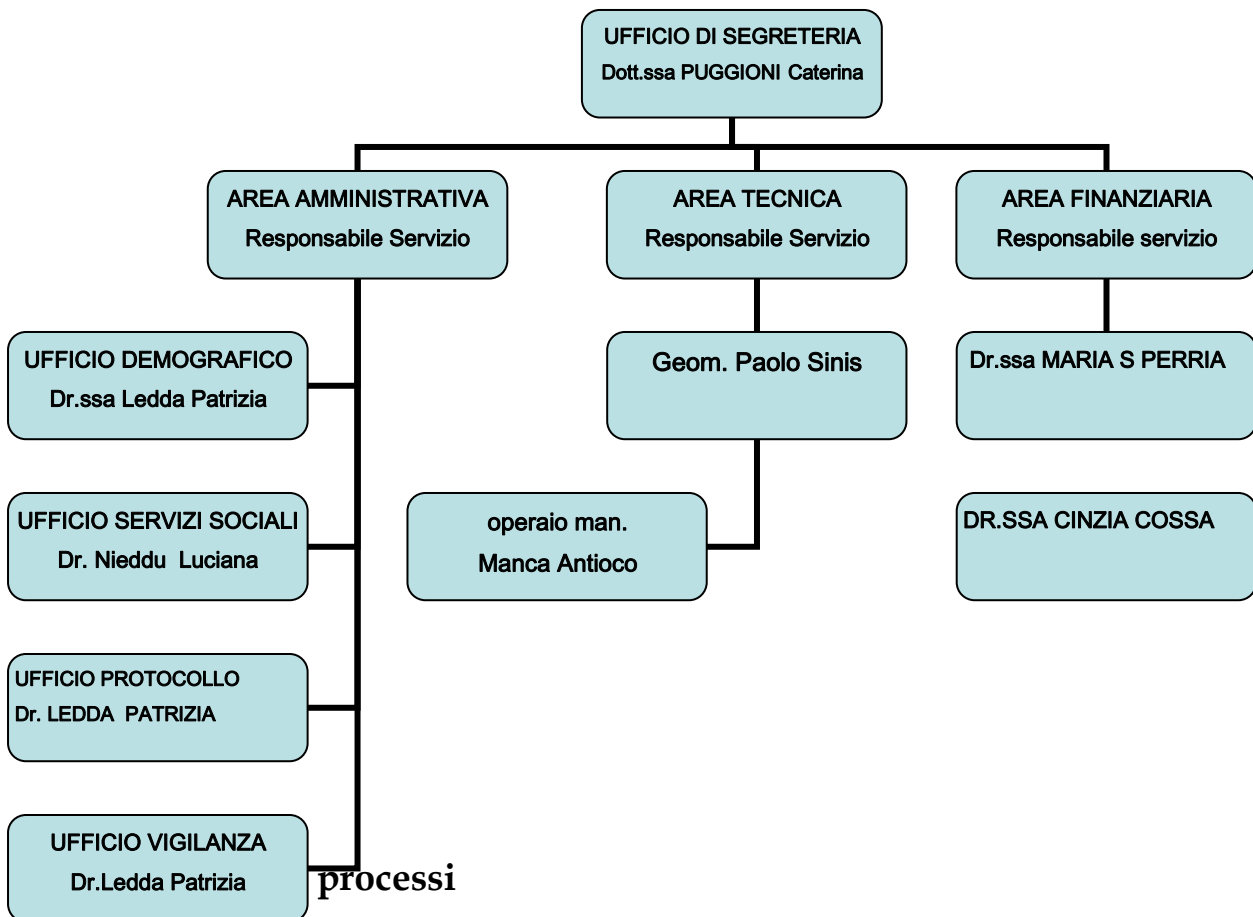 UFFICIO DI SEGRETERIA
Dott.ssa PUGGIONI Caterina
AREA AMMINISTRATIVA
Responsabile Servizio
AREA TECNICA
Responsabile Servizio
AREA FINANZIARIA
Responsabile servizio
UFFICIO DEMOGRAFICO
Dr.ssa Ledda Patrizia
Geom. Paolo Sinis
Dr.ssa MARIA S PERRIA
UFFICIO SERVIZI SOCIALI
Dr. Nieddu Luciana
operaio man.
Manca Antioco
DR.SSA CINZIA COSSA
UFFICIO PROTOCOLLO
Dr. LEDDA PATRIZIA
UFFICIO VIGILANZA
Dr.Ledda Patrizia
processi